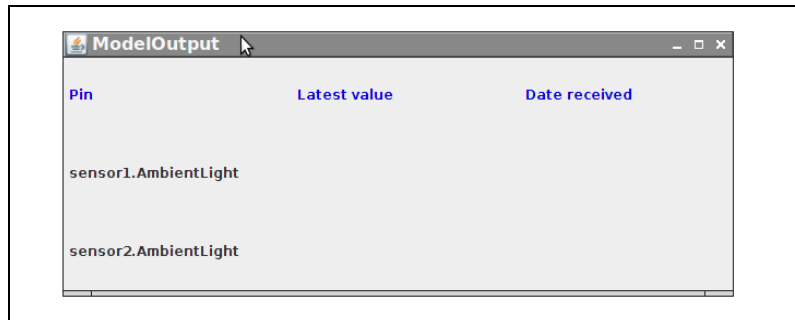 ModelOutput
Pin Latest value Date received
sensor1.AmbientLight
sensor2.AmbientLight